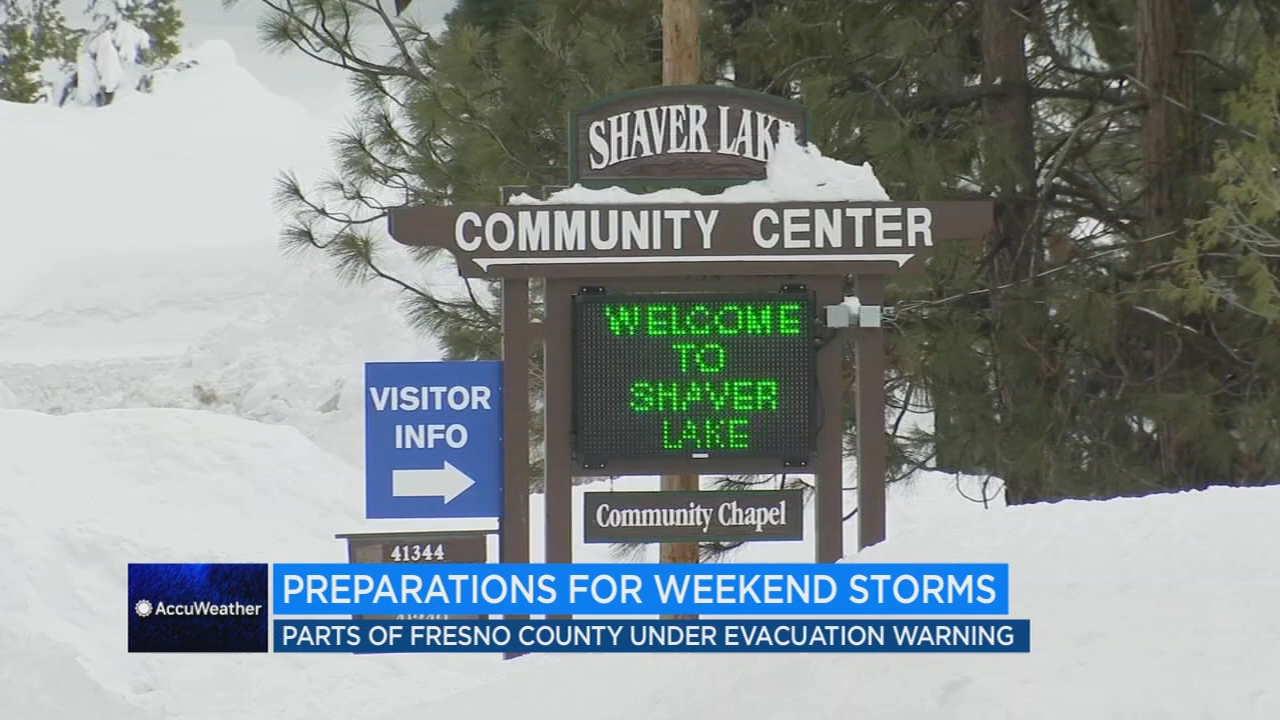 SHAVER LAKE
COMMUNITY CENTER
WELCOME
TO
SHAVER
LAKE
VISITOR
INFO
Community Chapel
41344
AccuWeather
PREPARATIONS FOR WEEKEND STORMS
PARTS OF FRESNO COUNTY UNDER EVACUATION WARNING